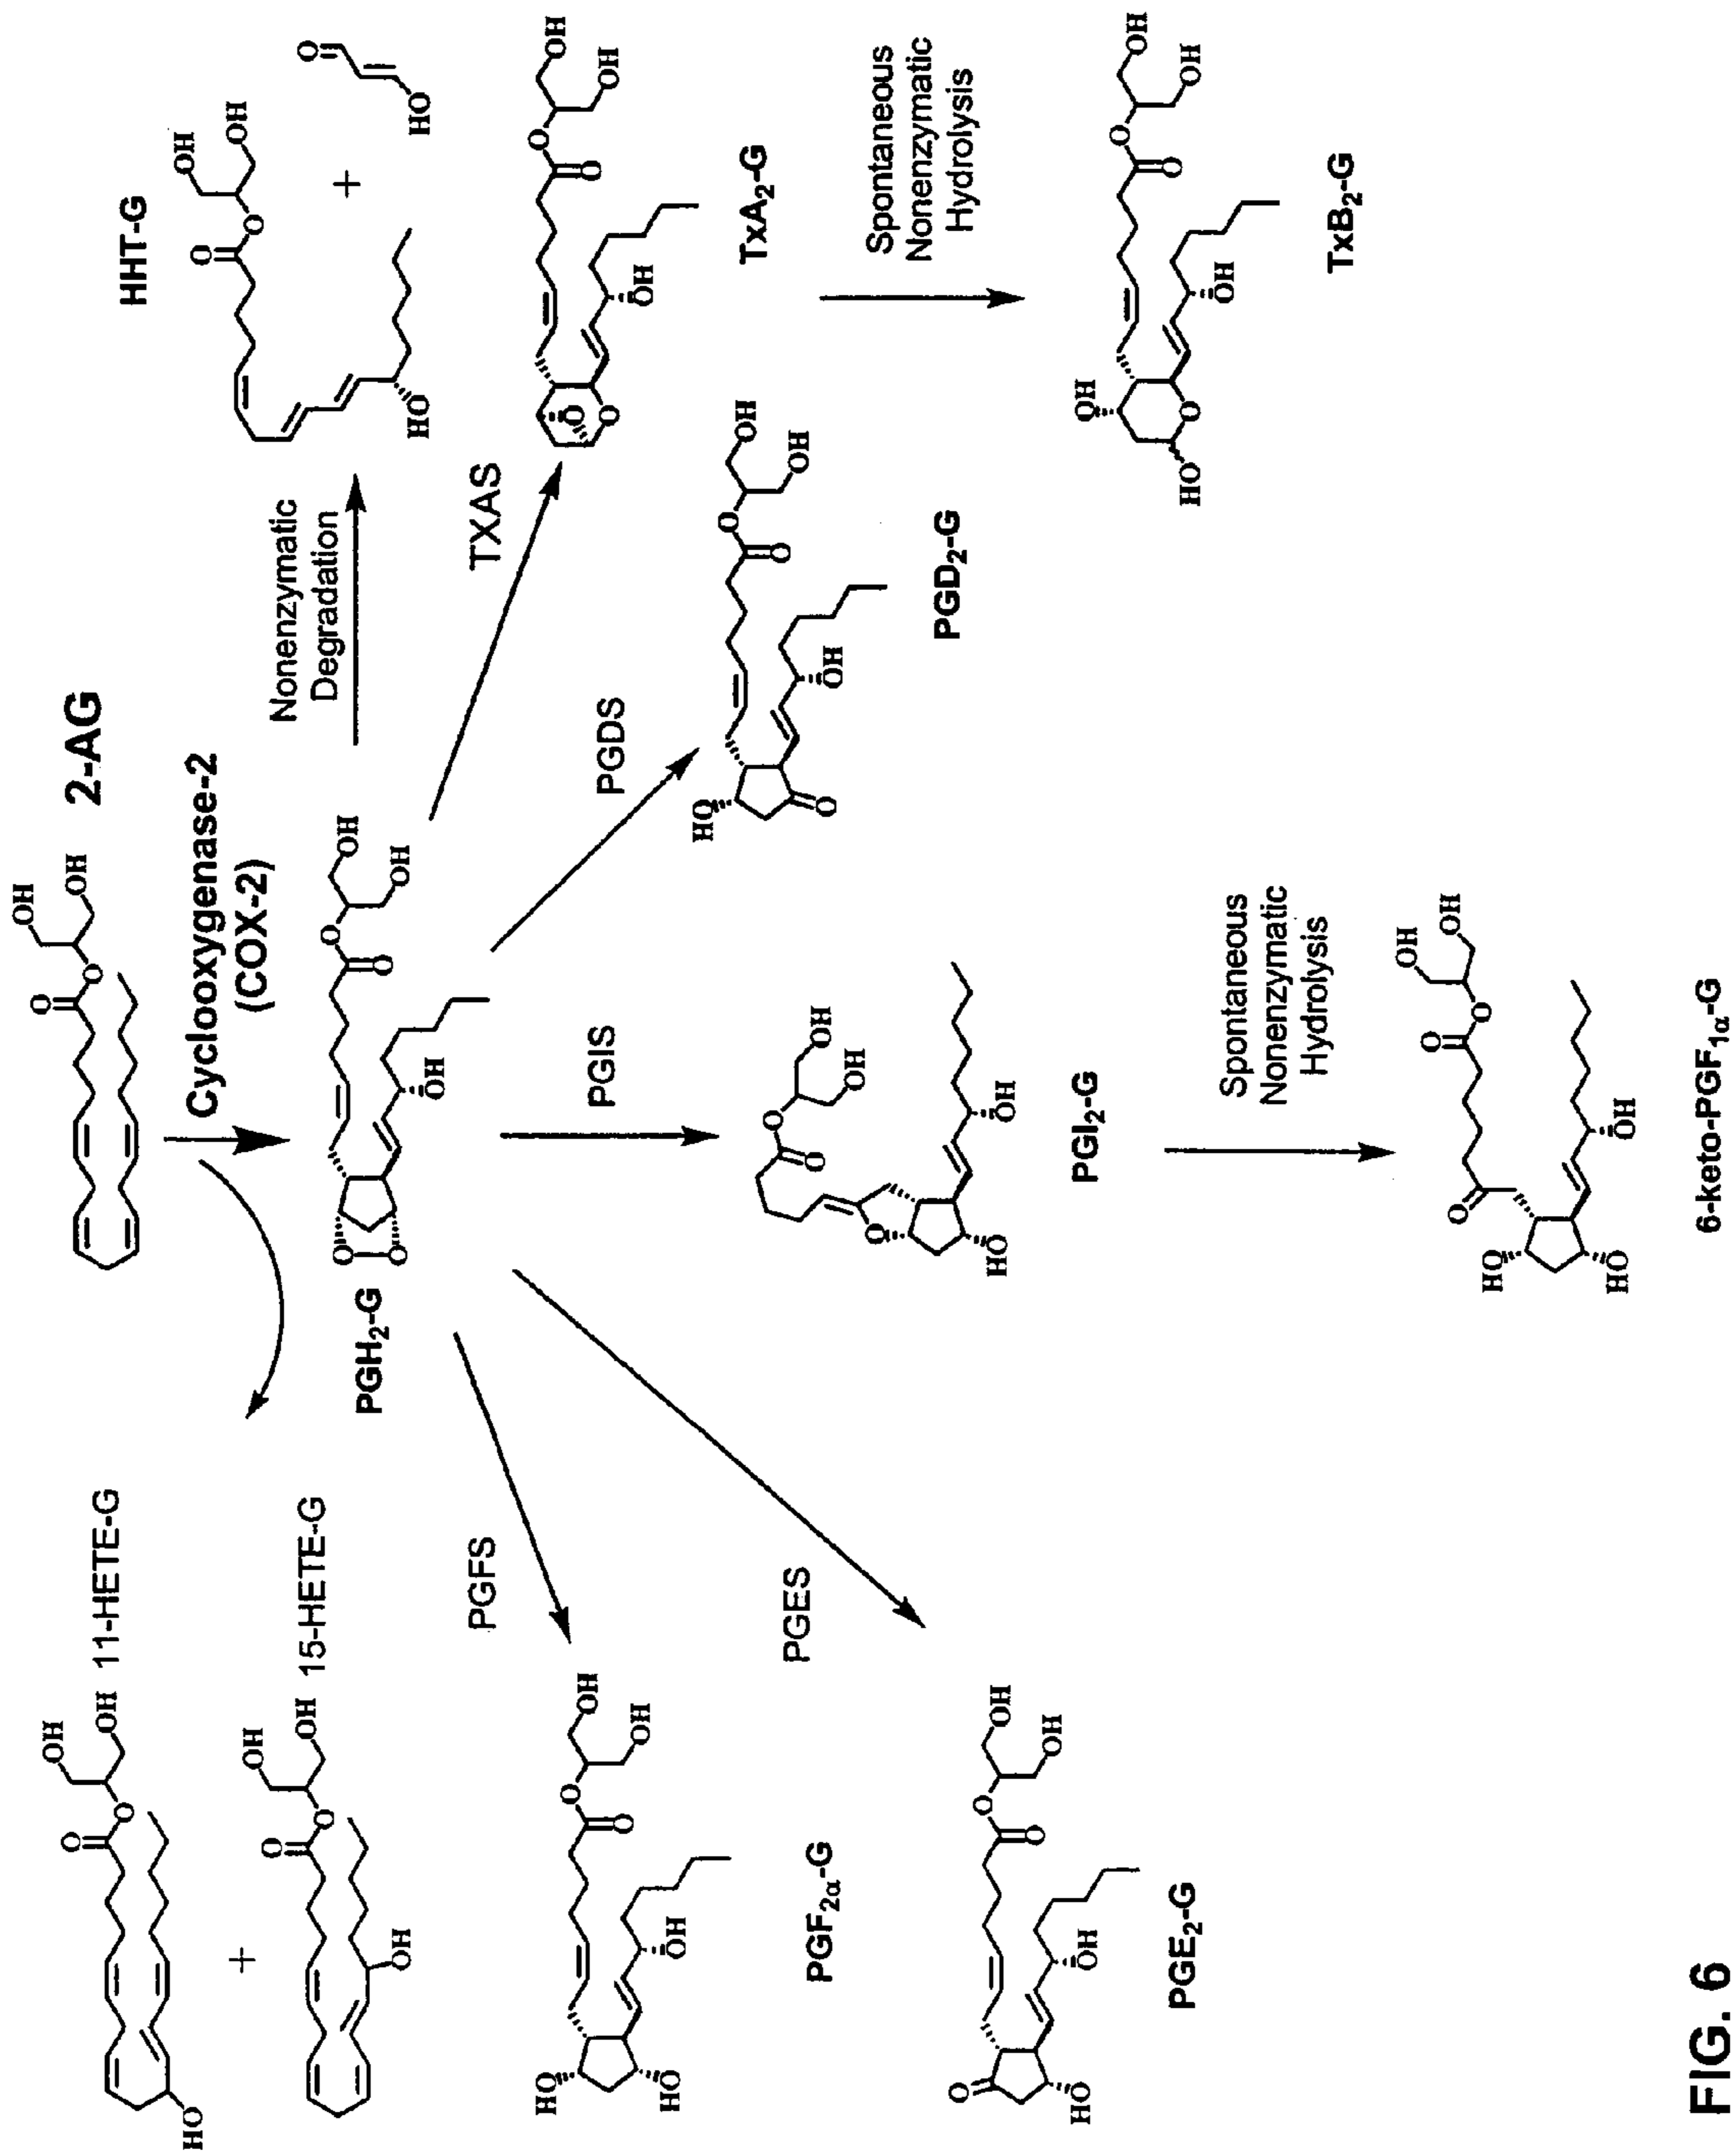 2-AG
Cyclooxygenase-2
(COX-2)
11-HETE-G
+
15-HETE-G
PGH2-G
Nonenzymatic
Degradation
HHT-G
+
PGFS
PGES
PGIS
PGDS
TXAS
PGF2α-G
PGE2-G
PGI2-G
PGD2-G
TxA2-G
Spontaneous
Nonenzymatic
Hydrolysis
Spontaneous
Nonenzymatic
Hydrolysis
6-keto-PGF1α-G
TxB2-G
FIG. 6